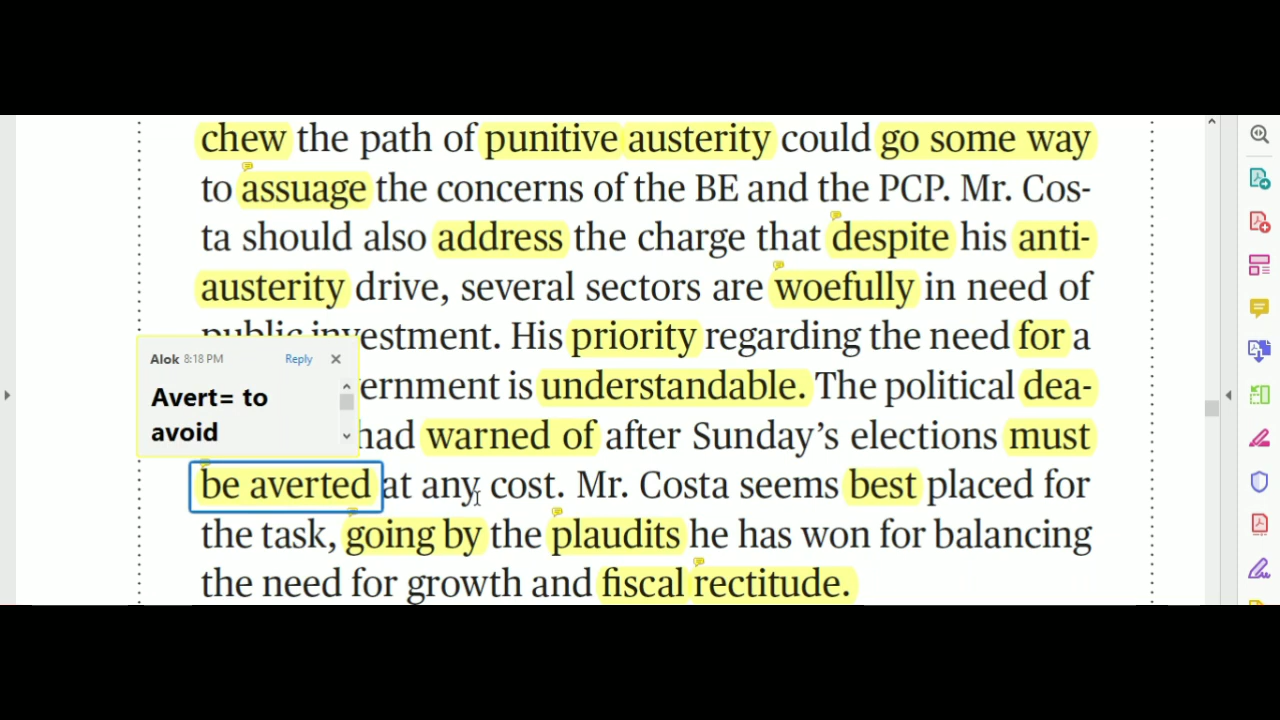 chew the path of punitive austerity could go some way
to assuage the concerns of the BE and the PCP. Mr. Cos-
ta should also address the charge that despite his anti-
austerity drive, several sectors are woefully in need of
public investment. His priority regarding the need for a
Alok 8:18 PM Reply
Avert= to
avoid
vernment is understandable. The political dea-
had warned of after Sunday's elections must
be averted at any cost. Mr. Costa seems best placed for
the task, going by the plaudits he has won for balancing
the need for growth and fiscal rectitude.